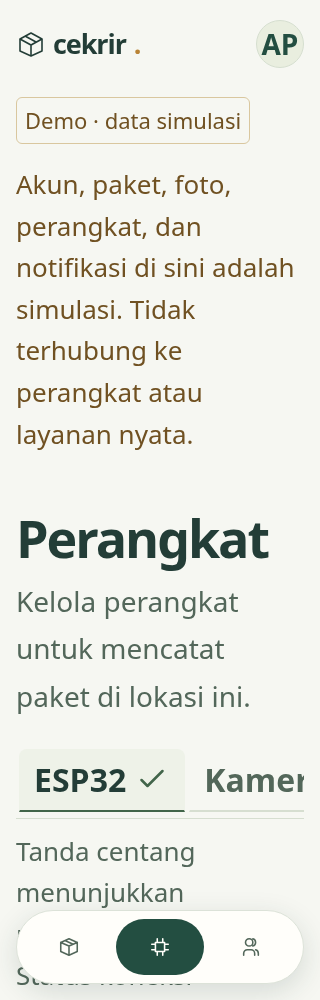 cekrir.
AP
Demo · data simulasi
Akun, paket, foto,
perangkat, dan
notifikasi di sini adalah
simulasi. Tidak
terhubung ke
perangkat atau
layanan nyata.
Perangkat
Kelola perangkat
untuk mencatat
paket di lokasi ini.
ESP32
Tanda centang
menunjukkan